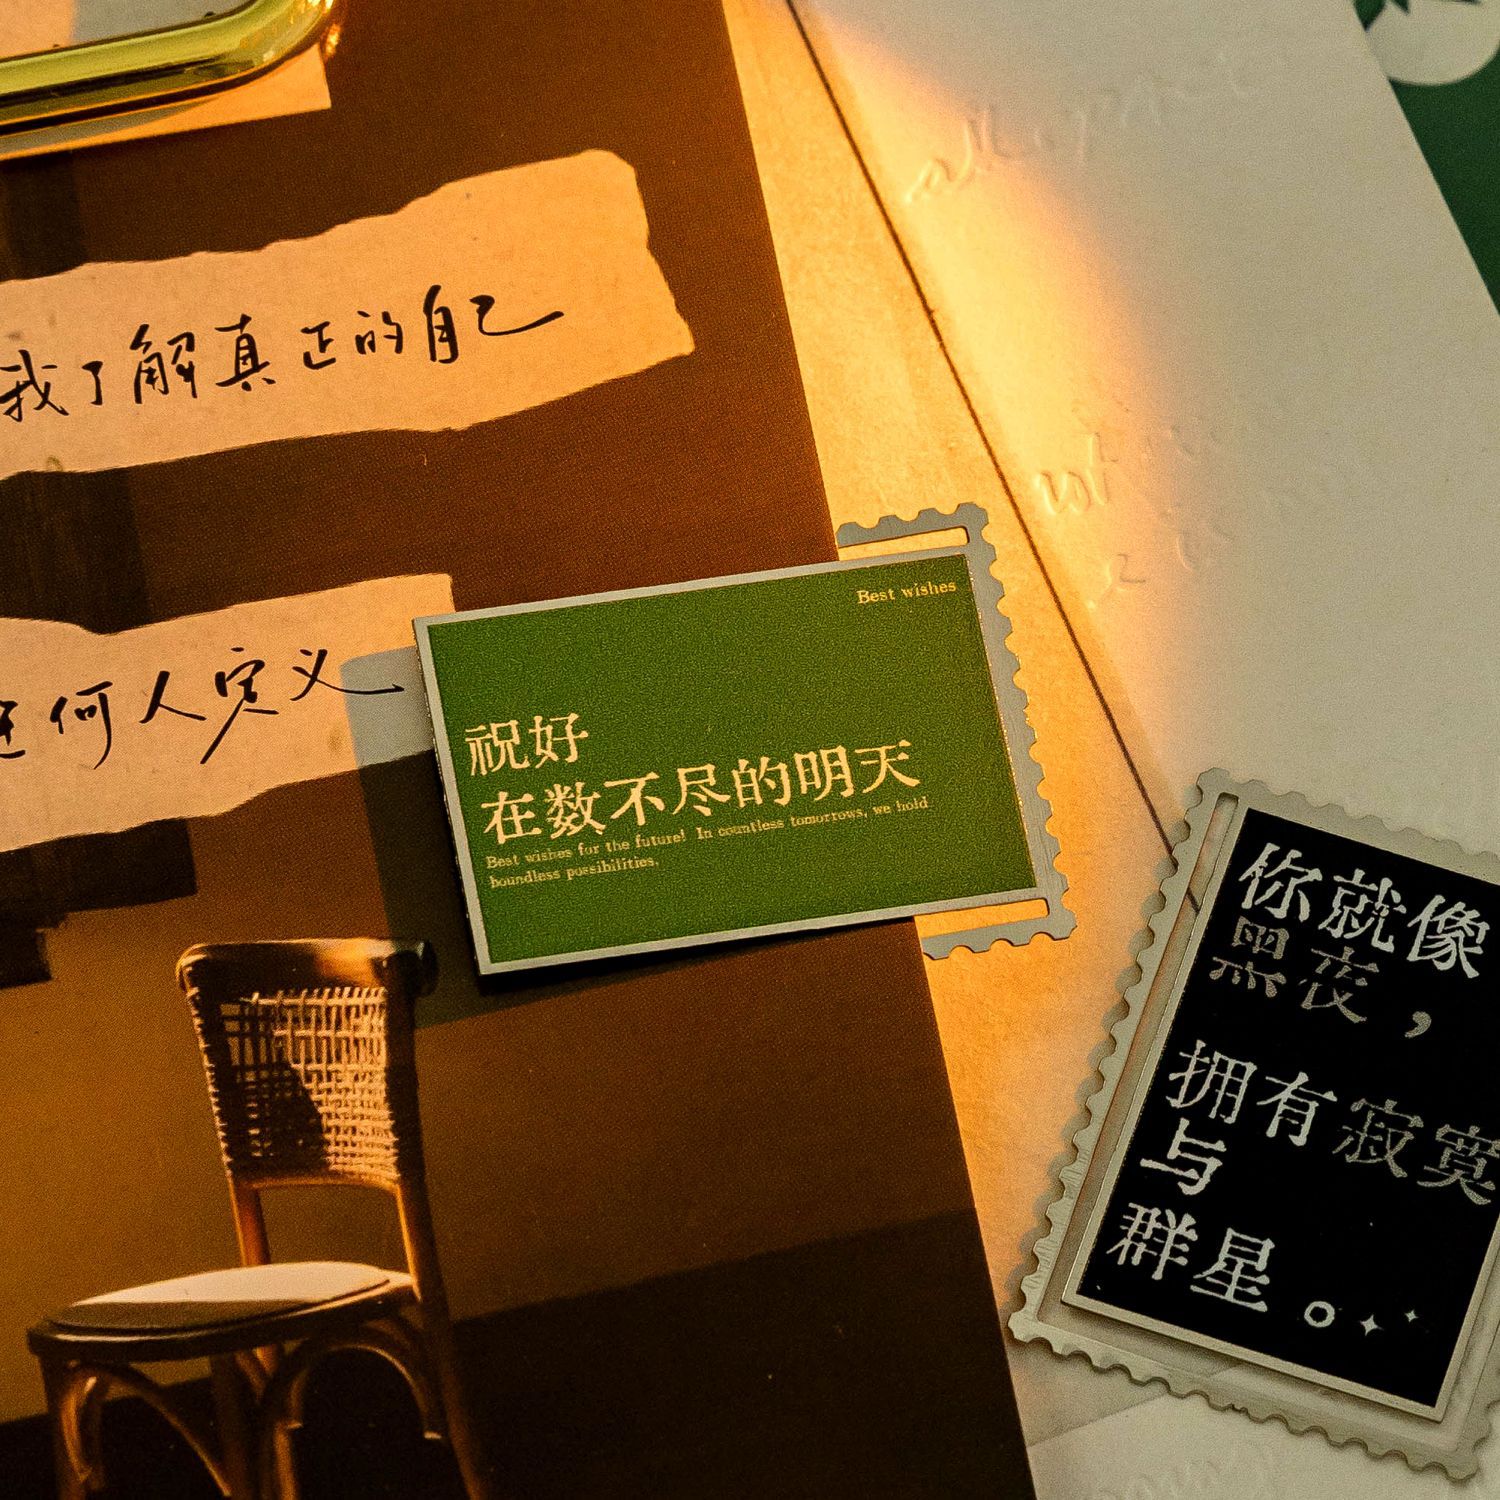 我了解真正的自己
何人定义
Best wishes
祝好
在数不尽的明天
Best wishes for the future! In countless tomorrows, we hold
boundless possibilities.
你就像
黑夜，
拥有寂寞
与
群星。